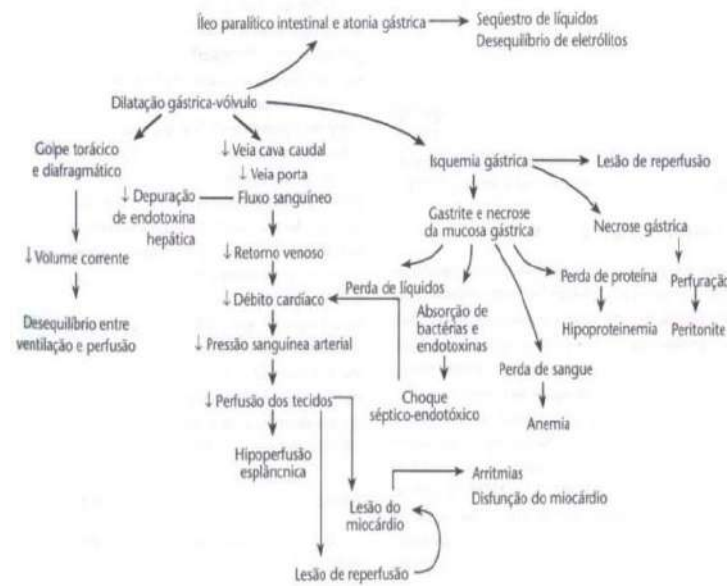 Íleo paralítico intestinal e atonia gástrica
Seqüestro de líquidos
Desequilíbrio de eletrólitos
Dilatação gástrica-vólvulo
Golpe torácico
e diafragmático
↓ Volume corrente
Desequilíbrio entre
ventilação e perfusão
↓ Veia cava caudal
↓ Veia porta
Fluxo sanguíneo
↓ Depuração
de endotoxina
hepática
↓ Retorno venoso
↓ Débito cardíaco
↓ Pressão sanguínea arterial
↓ Perfusão dos tecidos
Hipoperfusão
esplâncnica
Lesão do
miocárdio
Lesão de reperfusão
Arritmias
Disfunção do miocárdio
Isquemia gástrica
Lesão de reperfusão
Gastrite e necrose
da mucosa gástrica
Perda de líquidos
Absorção de
bactérias e
endotoxinas
Choque
séptico-endotóxico
Perda de sangue
Anemia
Perda de proteína
Hipoproteinemia
Necrose gástrica
Perfuração
Peritonite